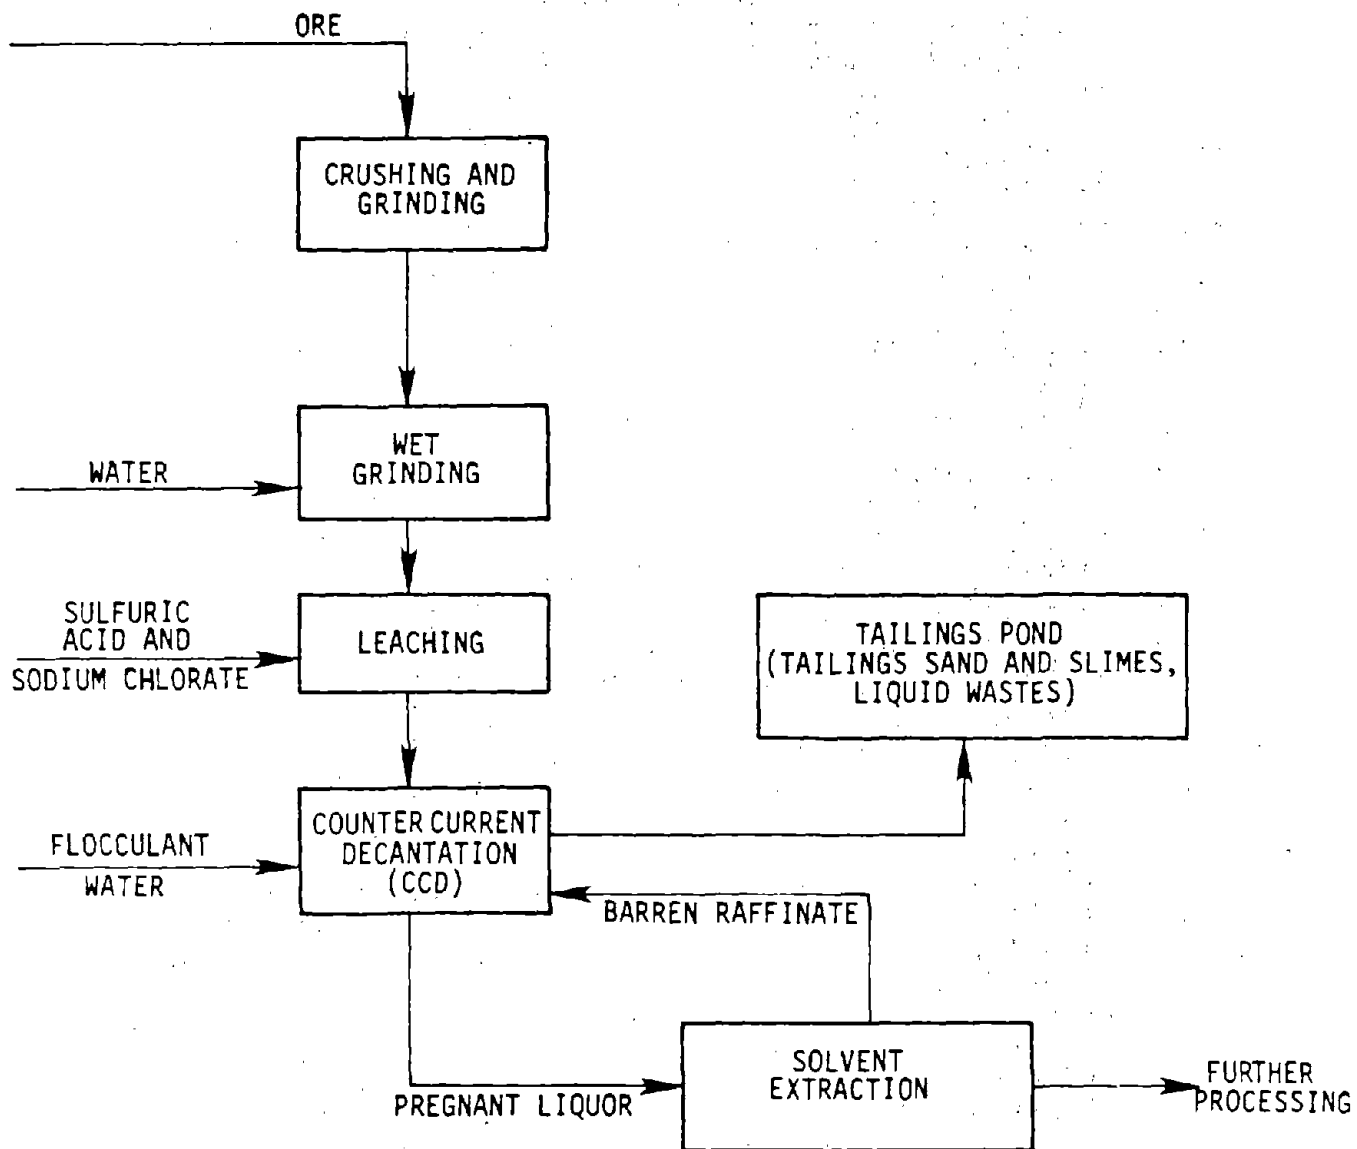 ORE
CRUSHING AND
GRINDING
WET
GRINDING
WATER
SULFURIC
ACID AND
SODIUM CHLORATE
LEACHING
TAILINGS POND
(TAILINGS SAND AND SLIMES,
LIQUID WASTES)
COUNTER CURRENT
DECANTATION
(CCD)
FLOCCULANT
WATER
BARREN RAFFINATE
SOLVENT
EXTRACTION
PREGNANT LIQUOR
FURTHER
PROCESSING